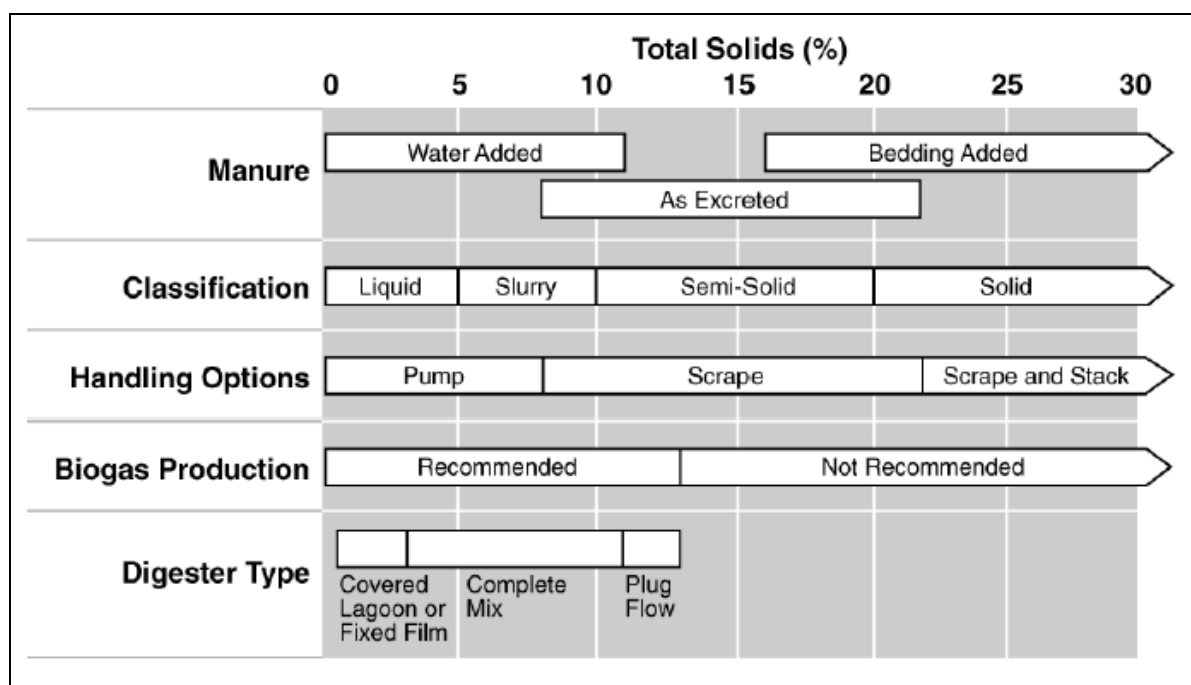 Total Solids (%)
0 5 10 15 20 25 30
Manure
Water Added
Bedding Added
As Excreted
Classification
Liquid
Slurry
Semi-Solid
Solid
Handling Options
Pump
Scrape
Scrape and Stack
Biogas Production
Recommended
Not Recommended
Digester Type
Covered
Lagoon or
Fixed Film
Complete
Mix
Plug
Flow